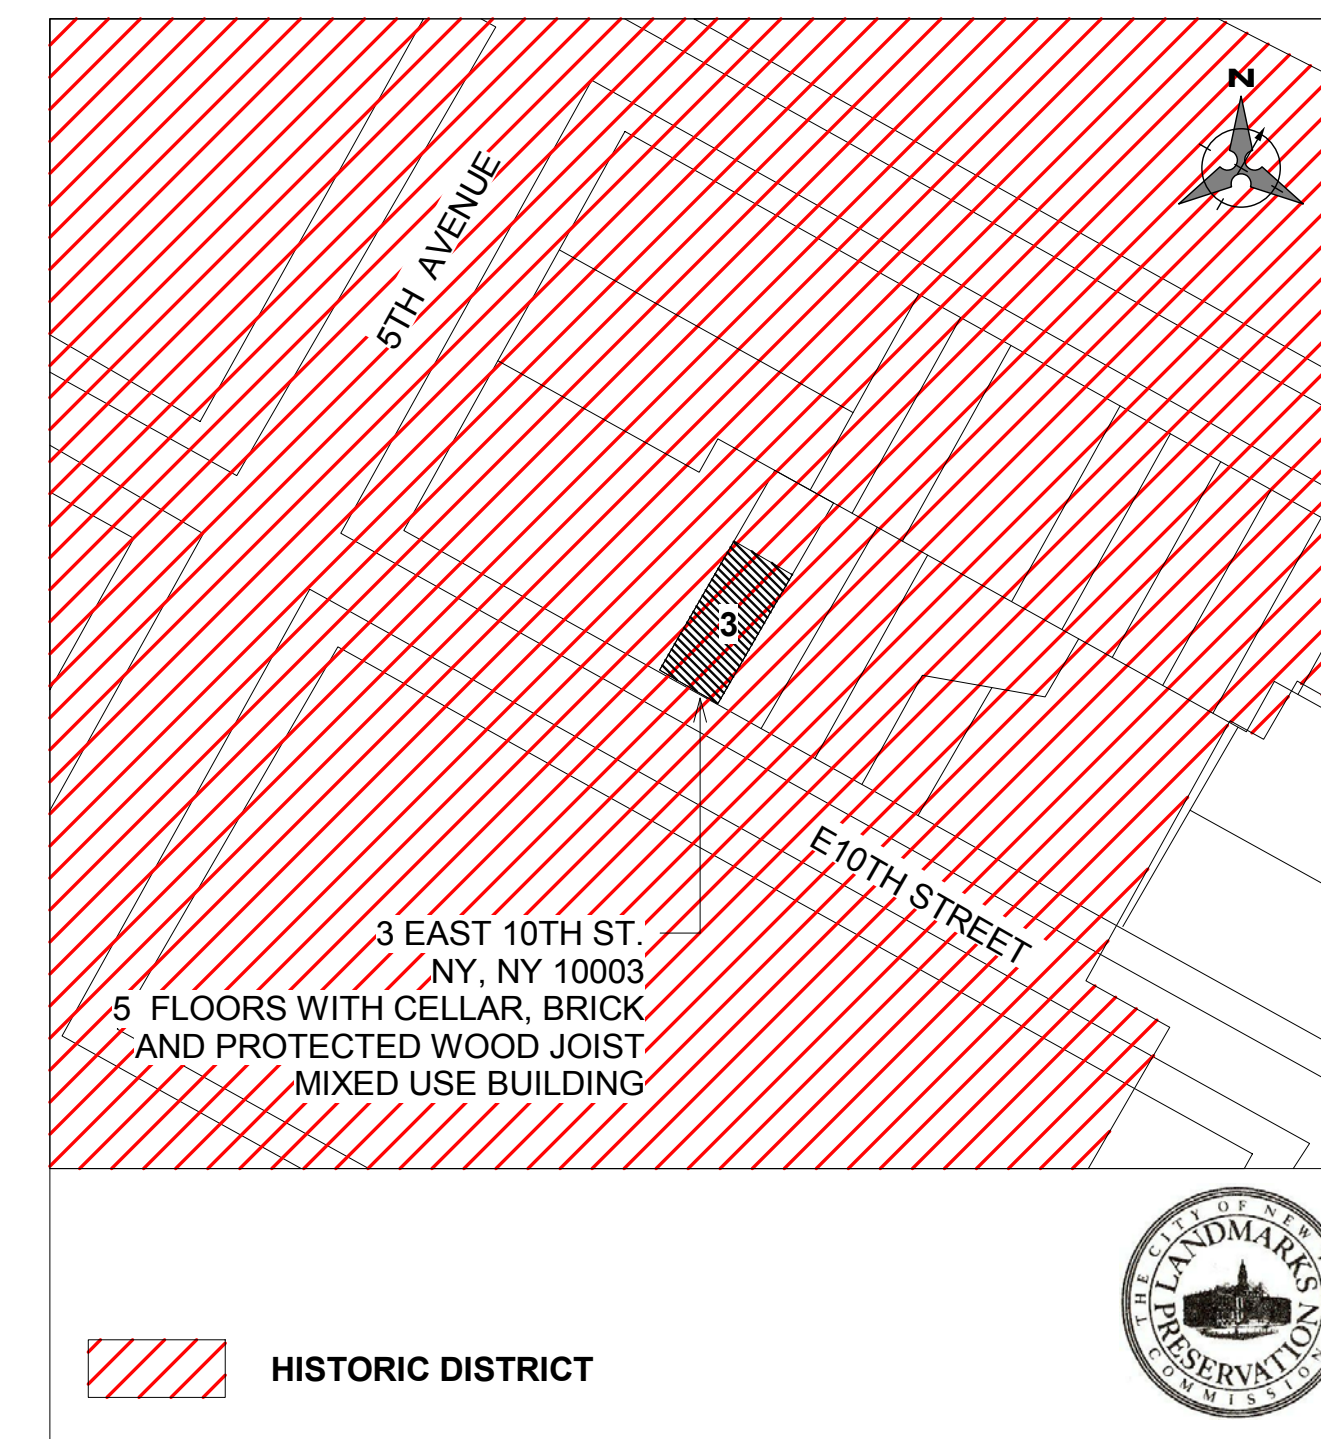 N
5TH AVENUE
3
E10TH STREET
3 EAST 10TH ST.
NY, NY 10003
5 FLOORS WITH CELLAR, BRICK
AND PROTECTED WOOD JOIST
MIXED USE BUILDING
HISTORIC DISTRICT
THE CITY OF NEW
LANDMARKS
PRESERVATION
COMMISSION